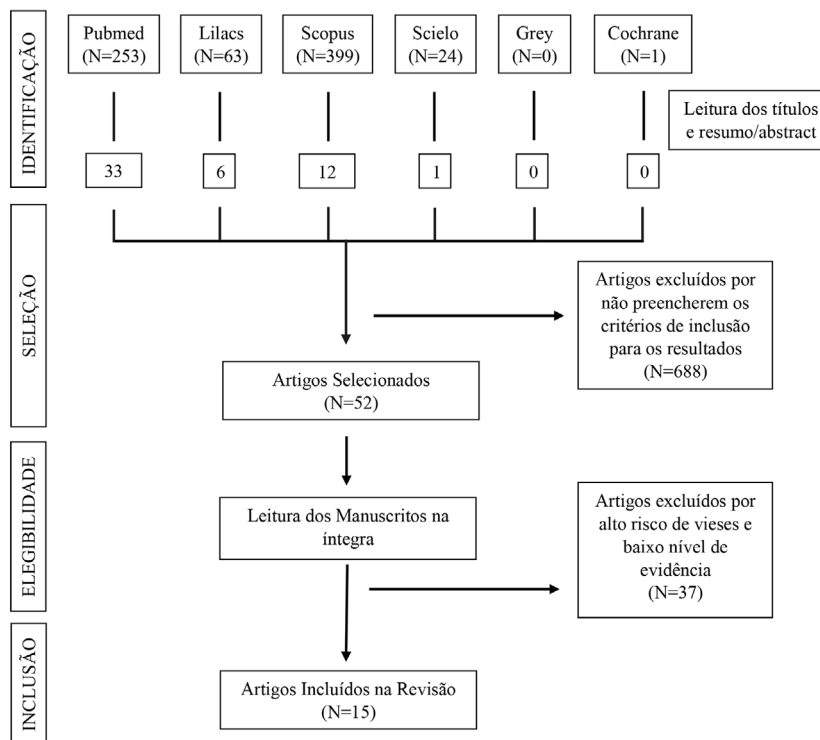 IDENTIFICAÇÃO
Pubmed
(N=253)
Lilacs
(N=63)
Scopus
(N=399)
Scielo
(N=24)
Grey
(N=0)
Cochrane
(N=1)
Leitura dos títulos
e resumo/abstract
33
6
12
1
0
0
SELEÇÃO
Artigos excluídos por
não preencherem os
critérios de inclusão
para os resultados
(N=688)
Artigos Selecionados
(N=52)
ELEGIBILIDADE
Leitura dos Manuscritos na
íntegra
Artigos excluídos por
alto risco de vieses e
baixo nível de
evidência
(N=37)
INCLUSÃO
Artigos Incluídos na Revisão
(N=15)